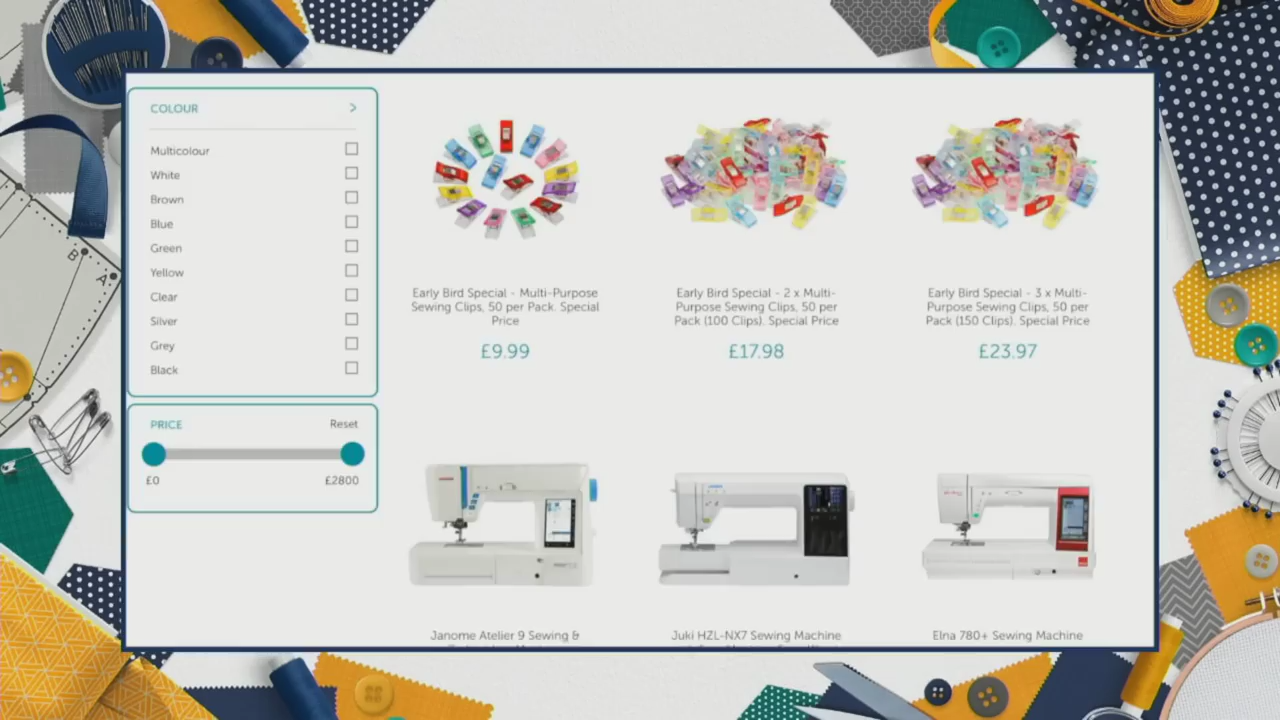 COLOUR >
Multicolour
White
Brown
Blue
Green
Yellow
Clear
Silver
Grey
Black
PRICE Reset
£0 £2800
Early Bird Special - Multi-Purpose
Sewing Clips, 50 per Pack. Special
Price
£9.99
Early Bird Special - 2 x Multi-
Purpose Sewing Clips, 50 per
Pack (100 Clips). Special Price
£17.98
Early Bird Special - 3 x Multi-
Purpose Sewing Clips, 50 per
Pack (150 Clips). Special Price
£23.97
Janome Atelier 9 Sewing &
Juki HZL-NX7 Sewing Machine
Elna 780+ Sewing Machine
B
A